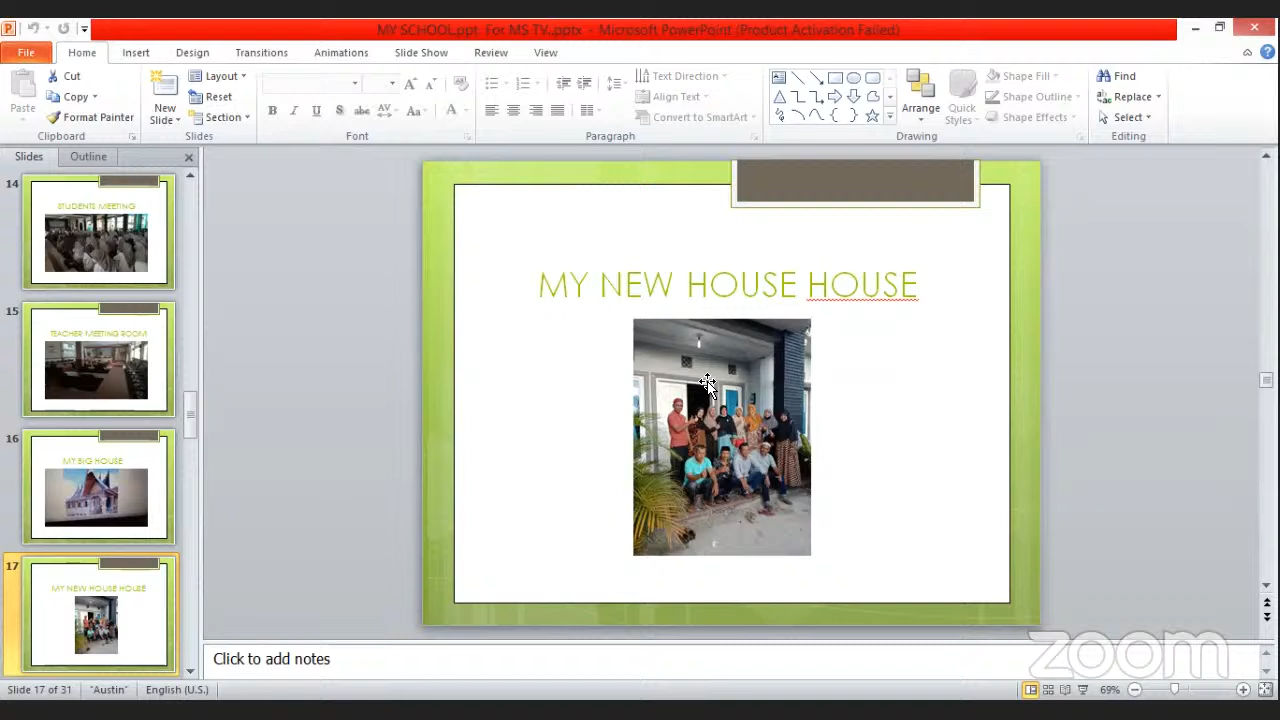 MY SCHOOL.ppt For MS TV..pptx - Microsoft PowerPoint (Product Activation Failed)
File
Home
Insert
Design
Transitions
Animations
Slide Show
Review
View
Paste
Cut
Copy
Format Painter
Clipboard
New
Slide
Layout
Reset
Section
Slides
Font
Text Direction
Align Text
Convert to SmartArt
Paragraph
Arrange
Quick
Styles
Shape Fill
Shape Outline
Shape Effects
Drawing
Find
Replace
Select
Editing
Slides
Outline
14
STUDENTS MEETING
15
TEACHER MEETING ROOM
16
MY BIG HOUSE
17
MY NEW HOUSE HOUSE
MY NEW HOUSE HOUSE
Click to add notes
zoom
Slide 17 of 31
"Austin"
English (U.S.)
69%